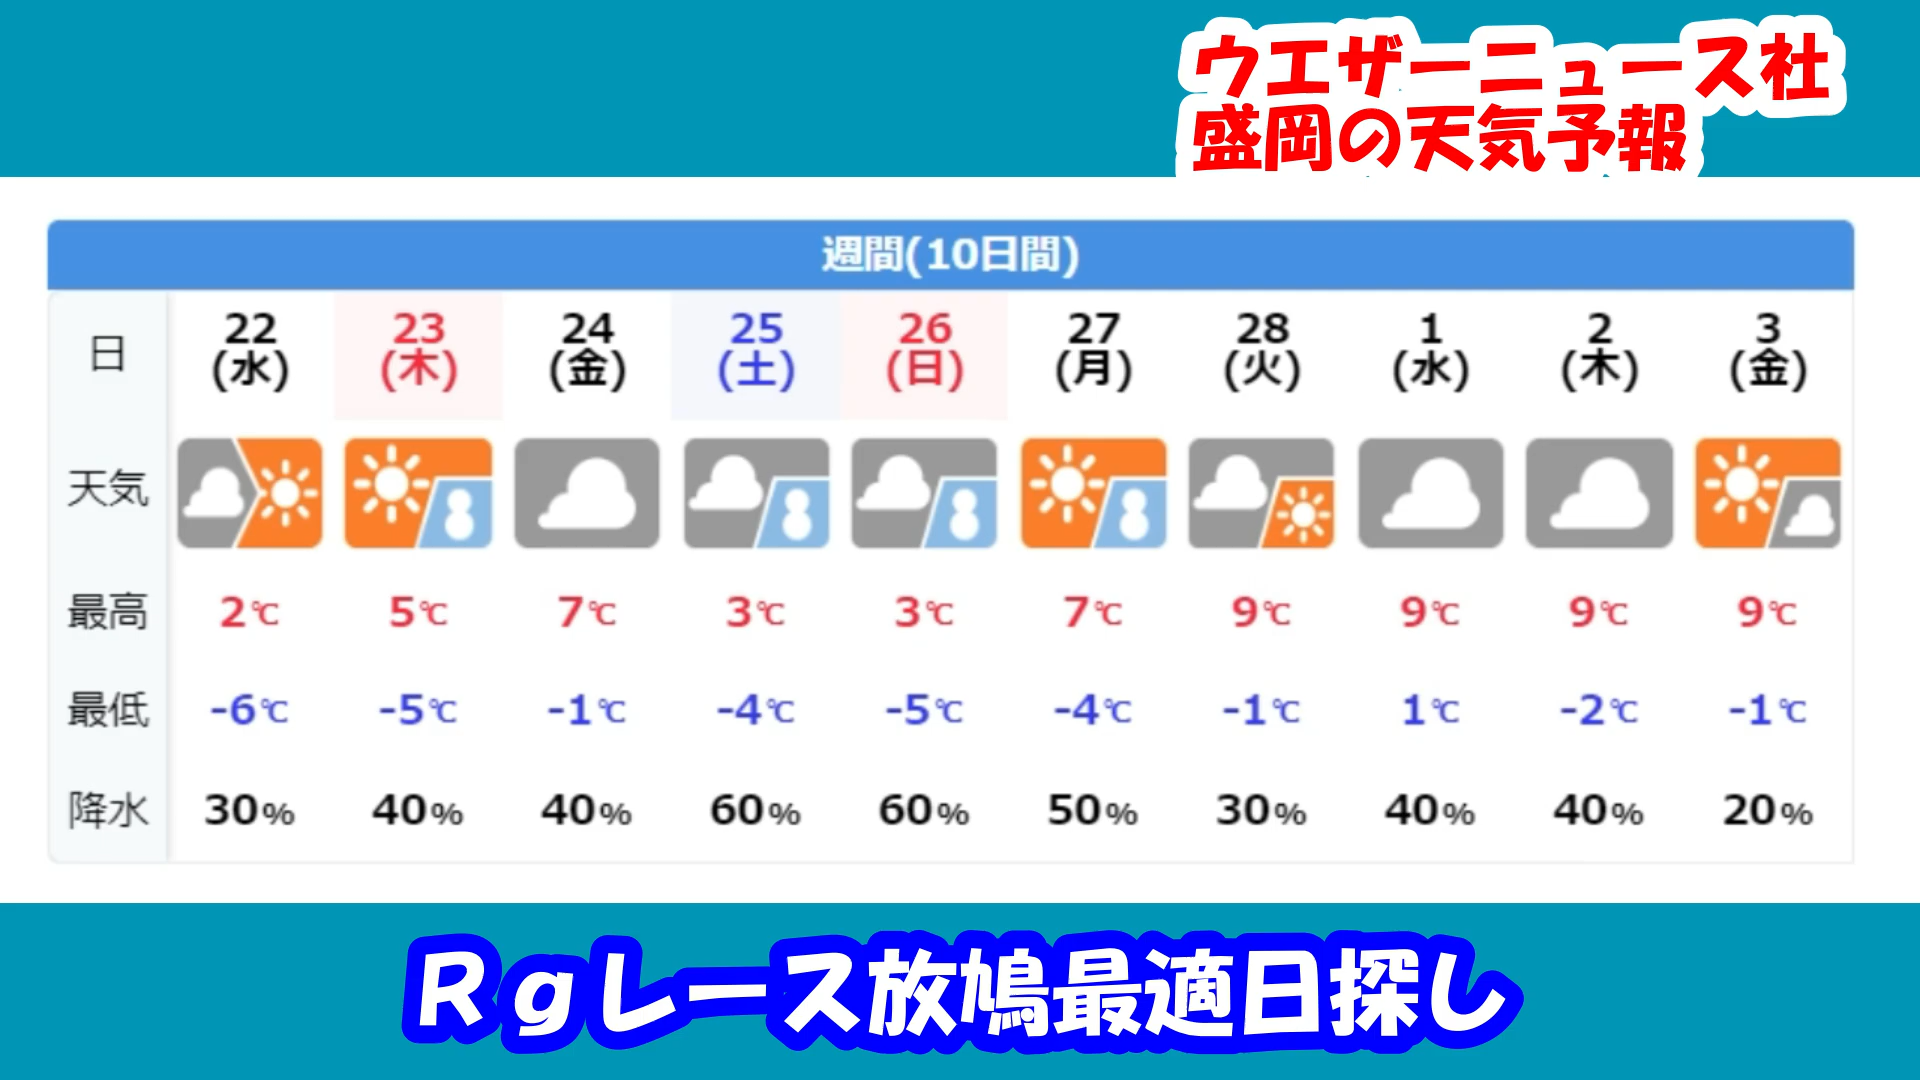 ウエザーニュース社
盛岡の天気予報
週間(10日間)
日 22(水) 23(木) 24(金) 25(土) 26(日) 27(月) 28(火) 1(水) 2(木) 3(金)
天気
最高 2℃ 5℃ 7℃ 3℃ 3℃ 7℃ 9℃ 9℃ 9℃ 9℃
最低 -6℃ -5℃ -1℃ -4℃ -5℃ -4℃ -1℃ 1℃ -2℃ -1℃
降水 30% 40% 40% 60% 60% 50% 30% 40% 40% 20%
Ｒｇレース放鳩最適日探し